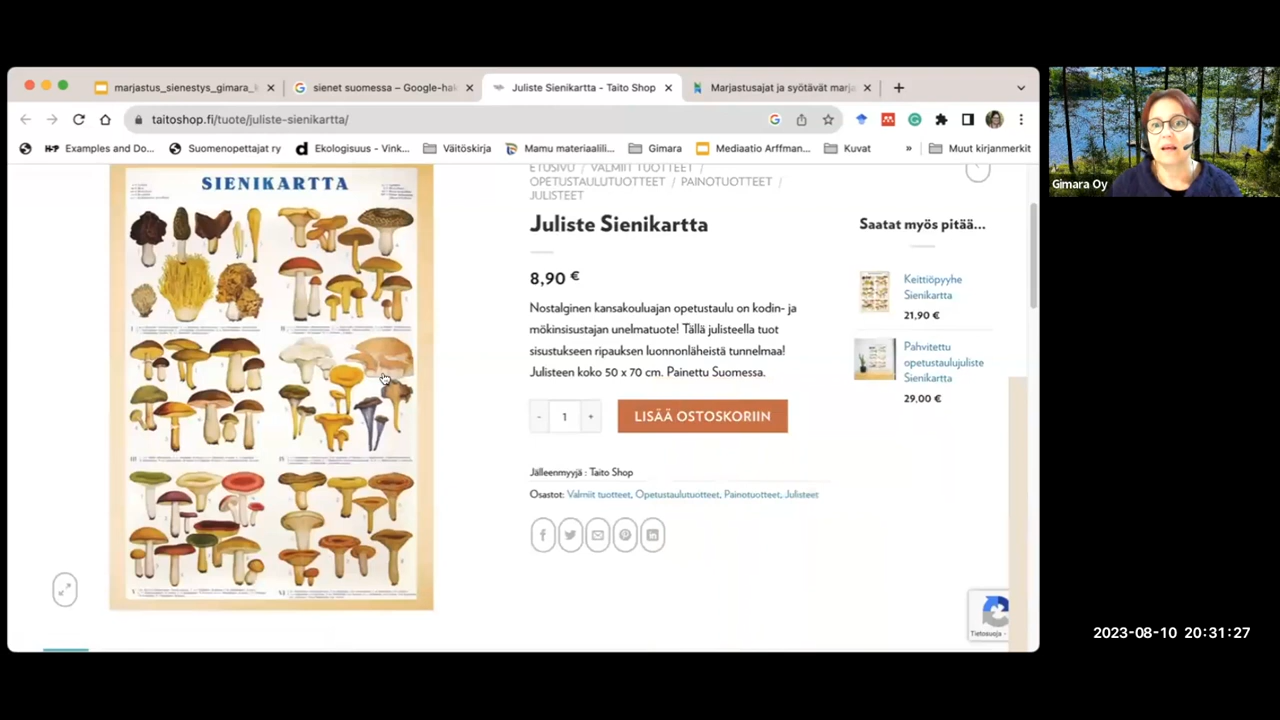 marjastus_sienestys_gimara_
sienet suomessa – Google-hak
Juliste Sienikartta - Taito Shop
Marjastusajat ja syötävät marj
taitoshop.fi/tuote/juliste-sienikartta/
Examples and Do...
Suomenopettajat ry
Ekologisuus - Vink...
Väitöskirja
Mamu materiaalili...
Gimara
Mediaatio Arffman...
Kuvat
»
Muut kirjanmerkit
Gimara Oy
SIENIKARTTA
ETUSIVU / VALMIIT TUOTTEET /
OPETUSTAULUTUOTTEET / PAINOTUOTTEET /
JULISTEET
Juliste Sienikartta
8,90 €
Nostalginen kansakouluajan opetustaulu on kodin- ja
mökinsisustajan unelmatuote! Tällä julisteella tuot
sisustukseen ripauksen luonnonläheistä tunnelmaa!
Julisteen koko 50 x 70 cm. Painettu Suomessa.
- 1 +
LISÄÄ OSTOSKORIIN
Jälleenmyyjä : Taito Shop
Osastot: Valmiit tuotteet, Opetustaulutuotteet, Painotuotteet, Julisteet
Saatat myös pitää...
Keittiöpyyhe
Sienikartta
21,90 €
Pahvitettu
opetustaulujuliste
Sienikartta
29,00 €
Tietosuoja -
2023-08-10 20:31:27